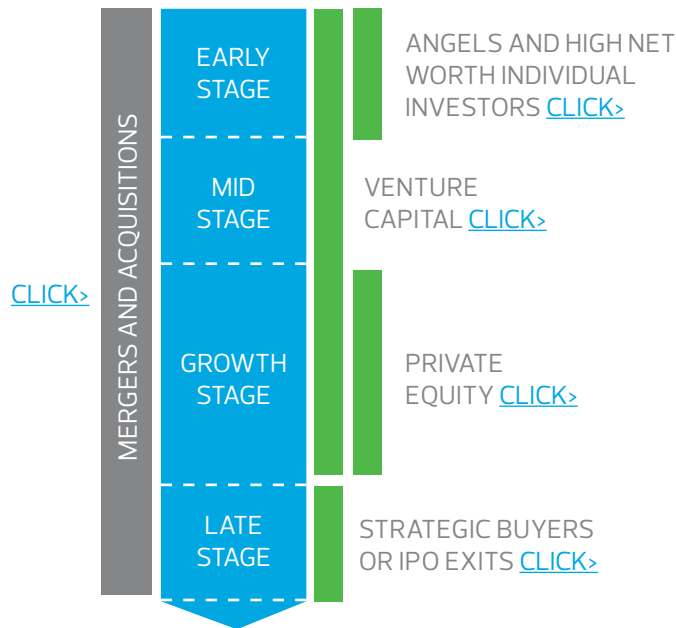 CLICK>
MERGERS AND ACQUISITIONS
EARLY
STAGE
MID
STAGE
GROWTH
STAGE
LATE
STAGE
ANGELS AND HIGH NET
WORTH INDIVIDUAL
INVESTORS CLICK>
VENTURE
CAPITAL CLICK>
PRIVATE
EQUITY CLICK>
STRATEGIC BUYERS
OR IPO EXITS CLICK>